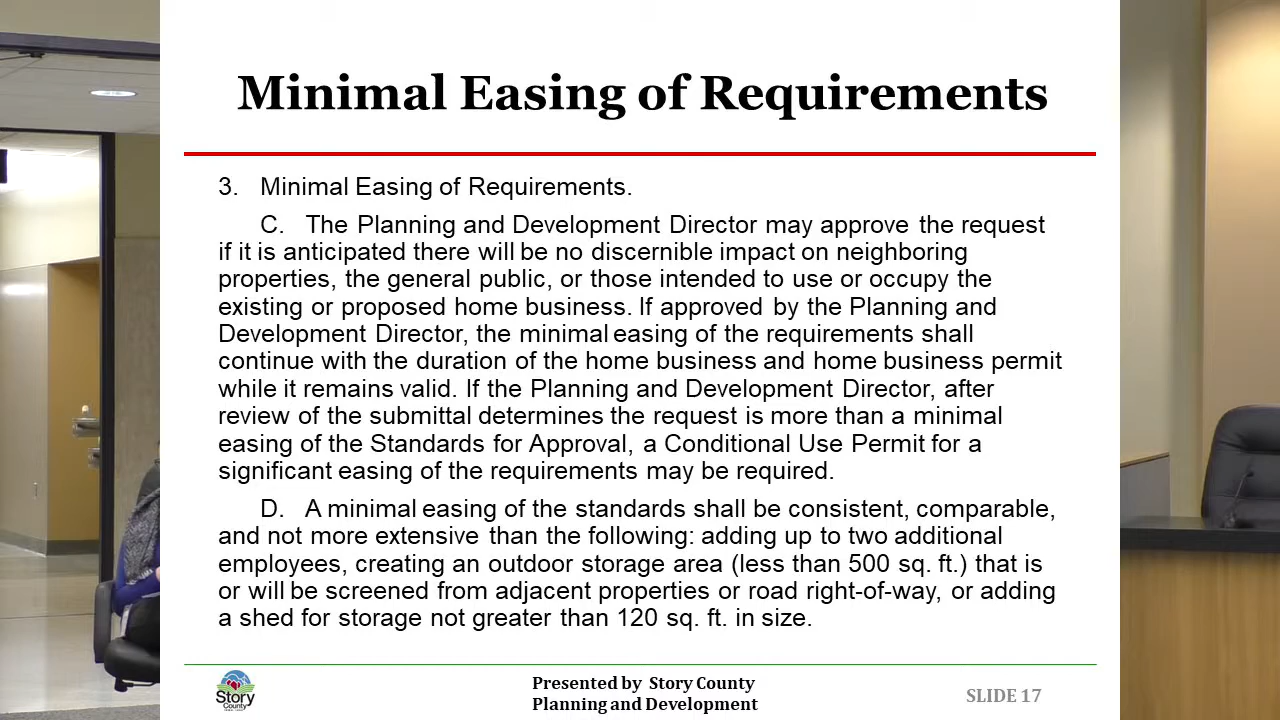 Minimal Easing of Requirements
3. Minimal Easing of Requirements.
C. The Planning and Development Director may approve the request
if it is anticipated there will be no discernible impact on neighboring
properties, the general public, or those intended to use or occupy the
existing or proposed home business. If approved by the Planning and
Development Director, the minimal easing of the requirements shall
continue with the duration of the home business and home business permit
while it remains valid. If the Planning and Development Director, after
review of the submittal determines the request is more than a minimal
easing of the Standards for Approval, a Conditional Use Permit for a
significant easing of the requirements may be required.
D. A minimal easing of the standards shall be consistent, comparable,
and not more extensive than the following: adding up to two additional
employees, creating an outdoor storage area (less than 500 sq. ft.) that is
or will be screened from adjacent properties or road right-of-way, or adding
a shed for storage not greater than 120 sq. ft. in size.
Story
County
Presented by Story County
Planning and Development
SLIDE 17